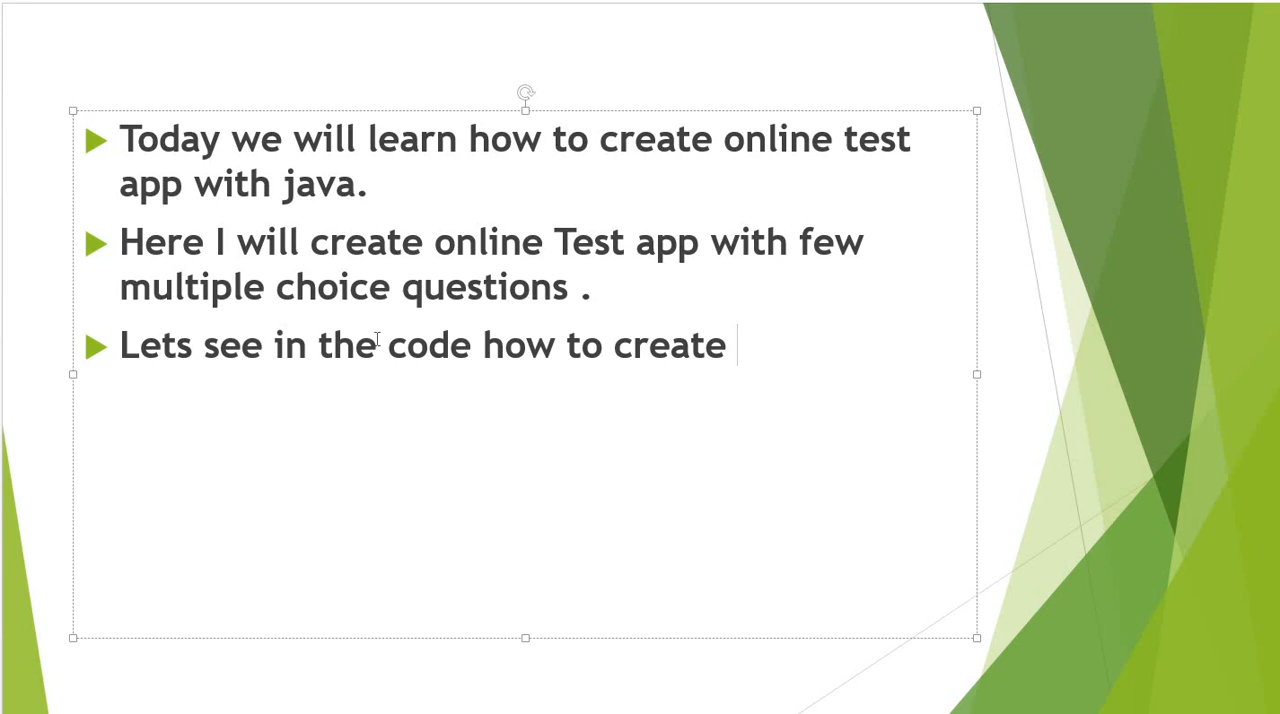 Today we will learn how to create online test
app with java.
Here I will create online Test app with few
multiple choice questions .
Lets see in the code how to create